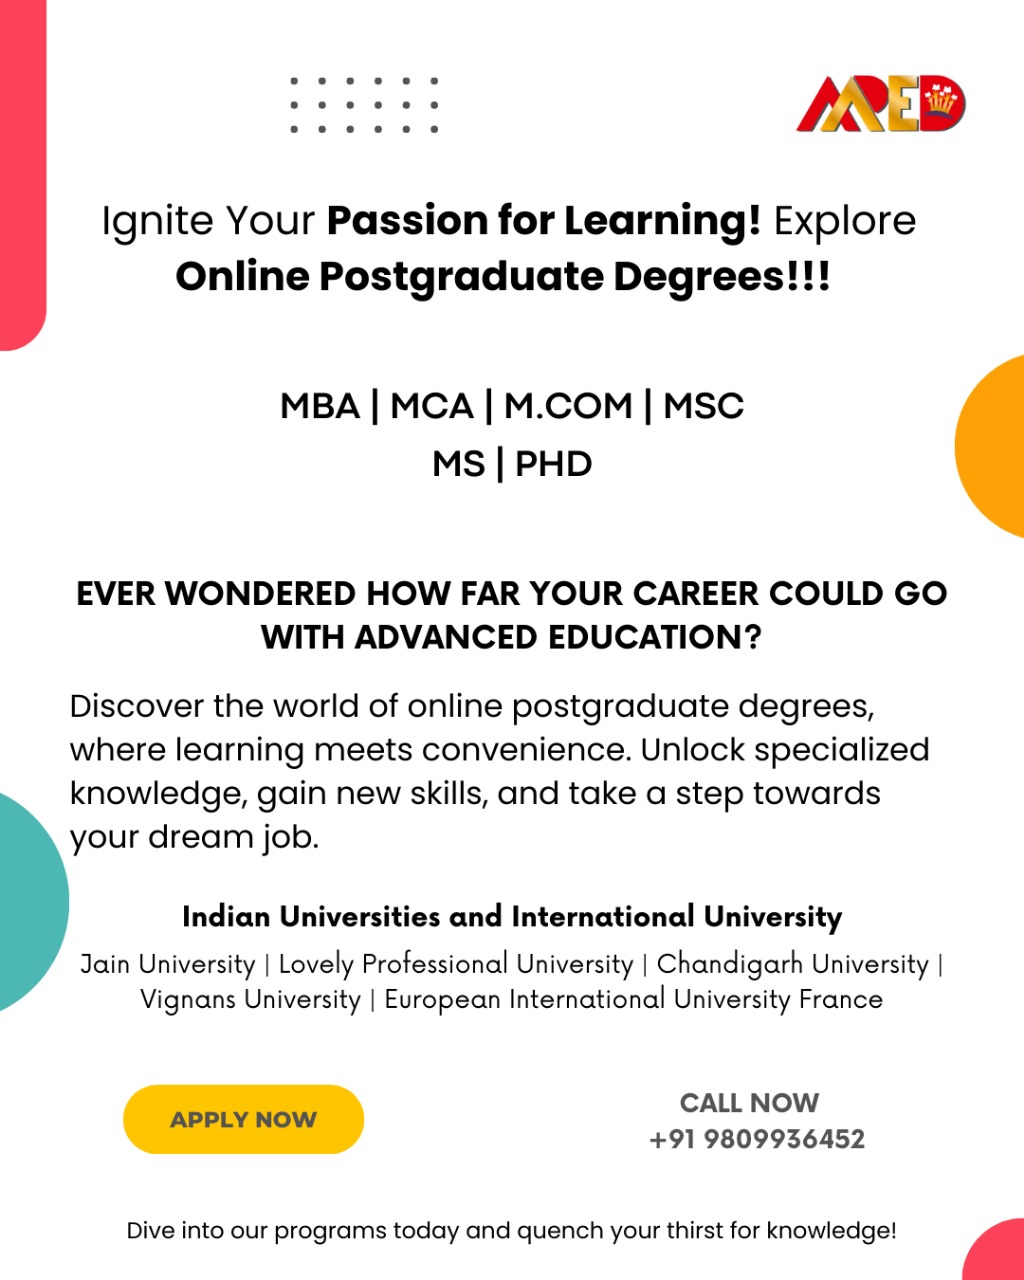 MPED
Ignite Your Passion for Learning! Explore
Online Postgraduate Degrees!!!
MBA | MCA | M.COM | MSC
MS | PHD
EVER WONDERED HOW FAR YOUR CAREER COULD GO
WITH ADVANCED EDUCATION?
Discover the world of online postgraduate degrees,
where learning meets convenience. Unlock specialized
knowledge, gain new skills, and take a step towards
your dream job.
Indian Universities and International University
Jain University | Lovely Professional University | Chandigarh University |
Vignans University | European International University France
APPLY NOW
CALL NOW
+91 9809936452
Dive into our programs today and quench your thirst for knowledge!